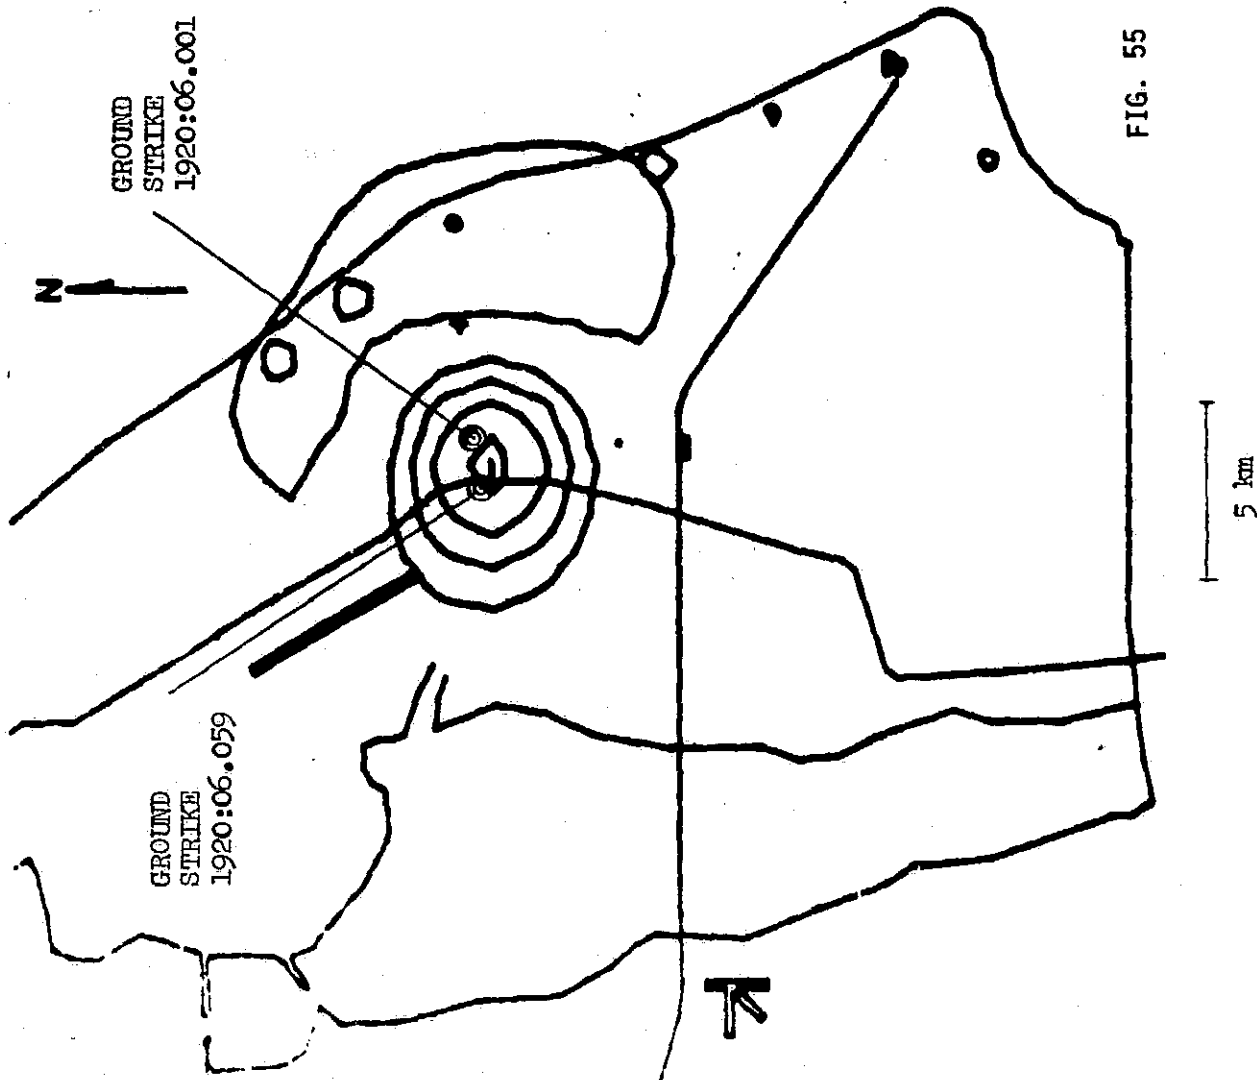 GROUND
STRIKE
1920:06.001
N
GROUND
STRIKE
1920:06.059
5 km
FIG. 55